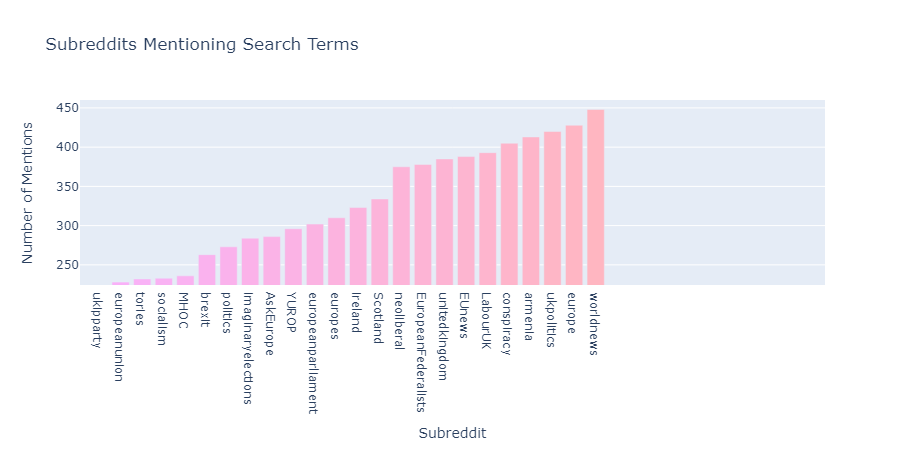 Subreddits Mentioning Search Terms
Number of Mentions
450
400
350
300
250
ukipparty
europeanunion
tories
socialism
MHOC
brexit
politics
Imaginaryelections
AskEurope
YUROP
europeanparliament
europes
Ireland
Scotland
neoliberal
EuropeanFederalists
unitedkingdom
EUnews
LabourUK
conspiracy
armenia
ukpolitics
europe
worldnews
Subreddit